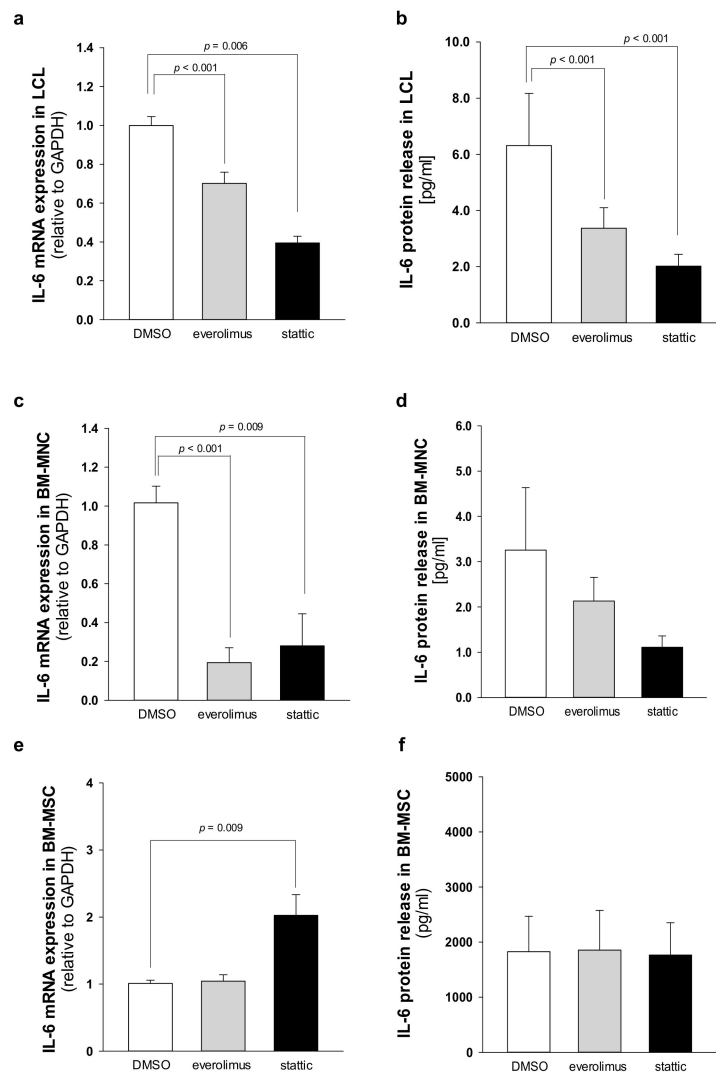 a
IL-6 mRNA expression in LCL
(relative to GAPDH)
1.4
1.2
1.0
0.8
0.6
0.4
0.2
0.0
p = 0.006
p < 0.001
DMSO everolimus stattic
b
IL-6 protein release in LCL
[pg/ml]
10.0
8.0
6.0
4.0
2.0
0.0
p < 0.001
p < 0.001
DMSO everolimus stattic
c
IL-6 mRNA expression in BM-MNC
(relative to GAPDH)
1.4
1.2
1.0
0.8
0.6
0.4
0.2
0.0
p = 0.009
p < 0.001
DMSO everolimus stattic
d
IL-6 protein release in BM-MNC
[pg/ml]
6.0
5.0
4.0
3.0
2.0
1.0
0.0
DMSO everolimus stattic
e
IL-6 mRNA expression in BM-MSC
(relative to GAPDH)
4
3
2
1
0
p = 0.009
DMSO everolimus stattic
f
IL-6 protein release in BM-MSC
(pg/ml)
5000
4000
3000
2000
1000
0
DMSO everolimus stattic